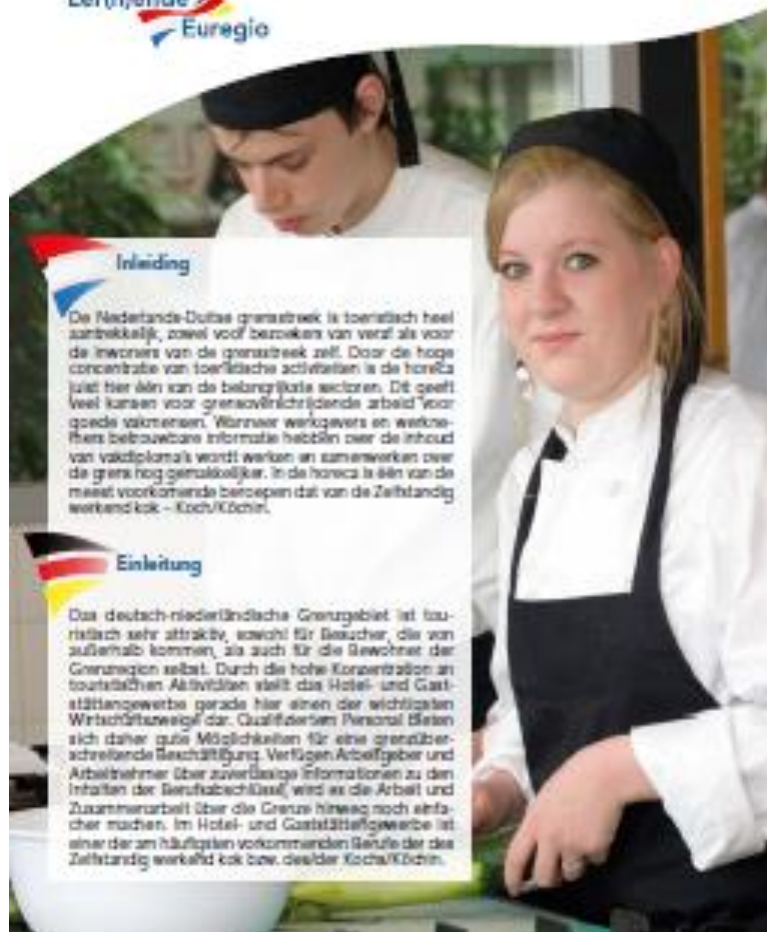 Ler(n)ende
Euregio
Inleiding
De Nederlands-Duitse grensstreek is toeristisch heel
aantrekkelijk, zowel voor bezoekers van veraf als voor
de inwoners van de grensstreek zelf. Door de hoge
concentratie van toeristische activiteiten is de horeca
juist hier één van de belangrijkste sectoren. Dit geeft
veel kansen voor grensoverschrijdende arbeid voor
goede vakmensen. Wanneer werkgevers en werkne-
mers betrouwbare informatie hebben over de inhoud
van vakdiploma's wordt werken en samenwerken over
de grens nog gemakkelijker. In de horeca is één van de
meest voorkomende beroepen dat van de Zelfstandig
werkend kok – Koch/Köchin.
Einleitung
Das deutsch-niederländische Grenzgebiet ist tou-
ristisch sehr attraktiv, sowohl für Besucher, die von
außerhalb kommen, als auch für die Bewohner der
Grenzregion selbst. Durch die hohe Konzentration an
touristischen Aktivitäten stellt das Hotel- und Gast-
stättengewerbe gerade hier einen der wichtigsten
Wirtschaftszweige dar. Qualifiziertem Personal bieten
sich daher gute Möglichkeiten für eine grenzüber-
schreitende Beschäftigung. Verfügen Arbeitgeber und
Arbeitnehmer über zuverlässige Informationen zu den
Inhalten der Berufsabschlüsse, wird es die Arbeit und
Zusammenarbeit über die Grenze hinweg noch einfa-
cher machen. Im Hotel- und Gaststättengewerbe ist
einer der am häufigsten vorkommenden Berufe der des
Zelfstandig werkend kok bzw. des/der Kochs/Köchin.